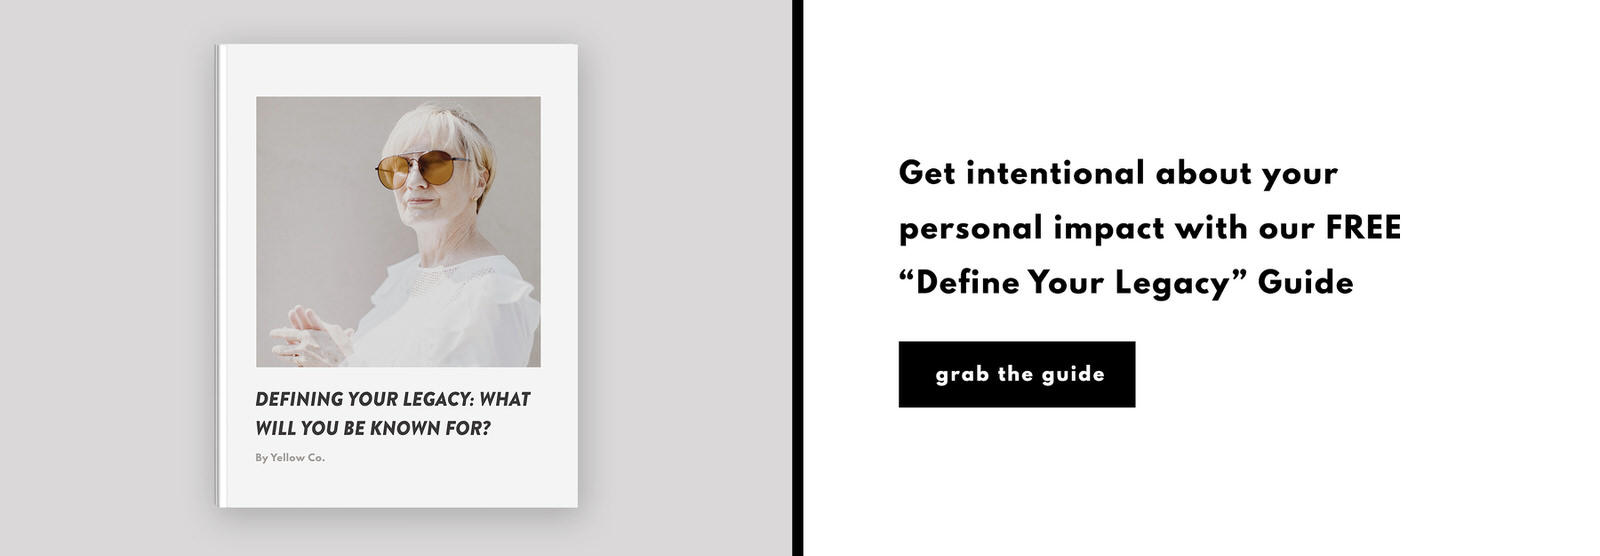 DEFINING YOUR LEGACY: WHAT
WILL YOU BE KNOWN FOR?
By Yellow Co.
Get intentional about your
personal impact with our FREE
“Define Your Legacy” Guide
grab the guide